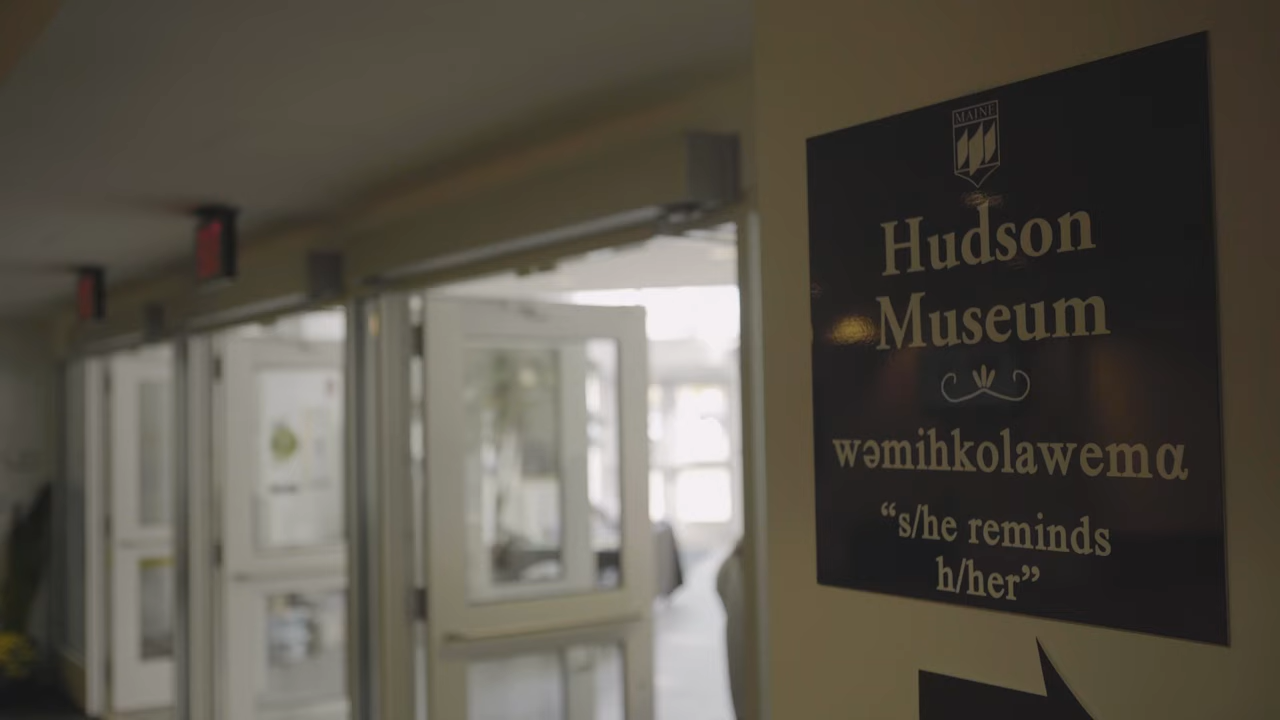 MAINE
Hudson
Museum
wəmihkolawemα
“s/he reminds
h/her”